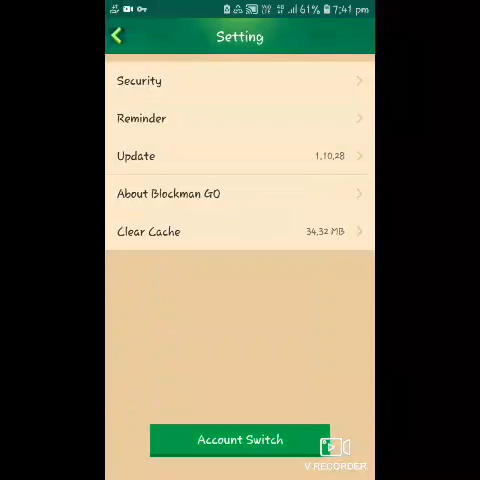 61% 7:41 pm
Setting
Security
Reminder
Update 1.10.28
About Blockman GO
Clear Cache 34.32 MB
Account Switch
V RECORDER